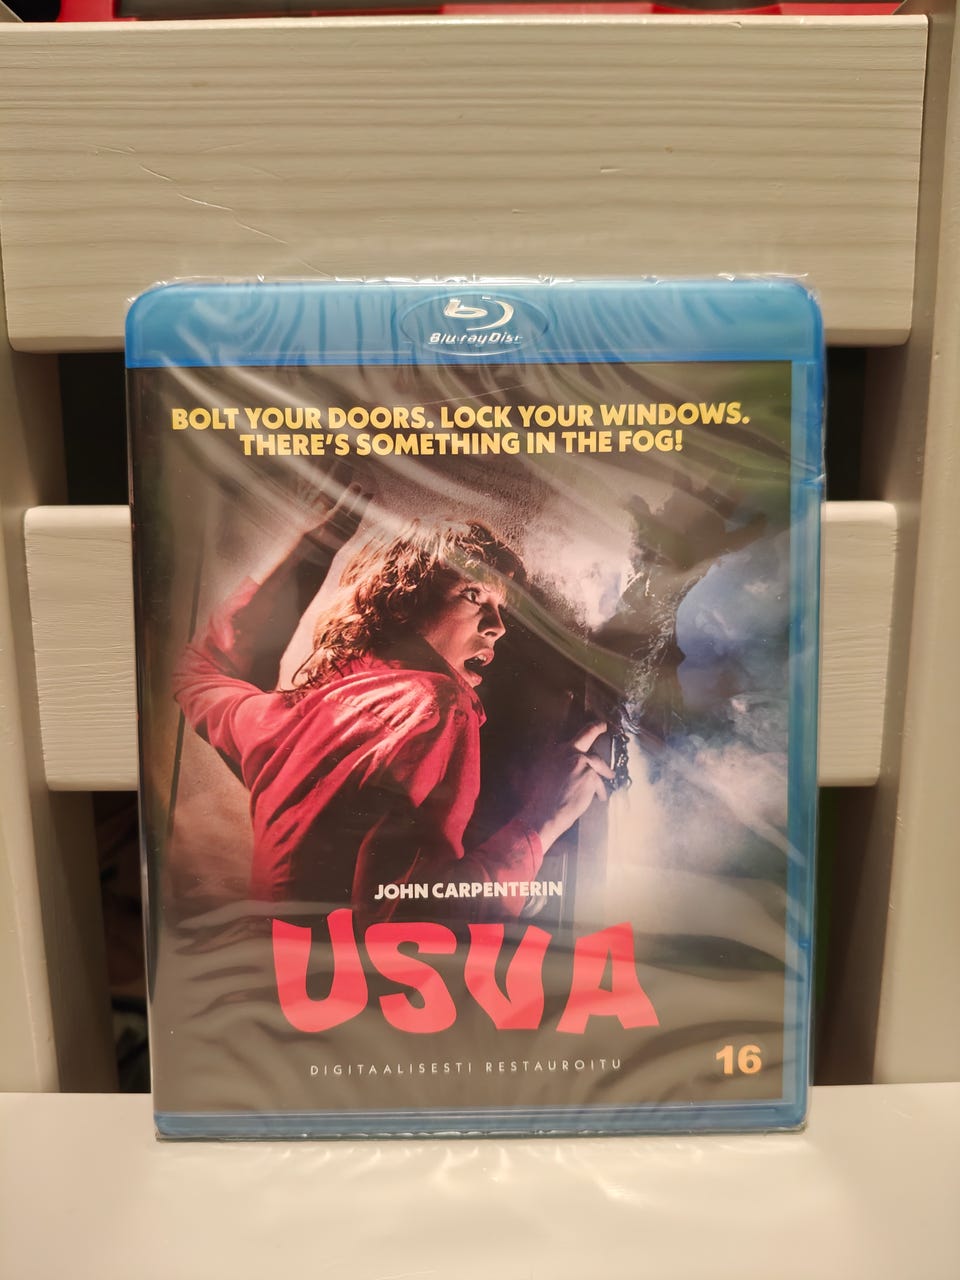 Blu-ray Disc
BOLT YOUR DOORS. LOCK YOUR WINDOWS.
THERE'S SOMETHING IN THE FOG!
JOHN CARPENTERIN
USVA
DIGITAALISESTI RESTAUROITU
16